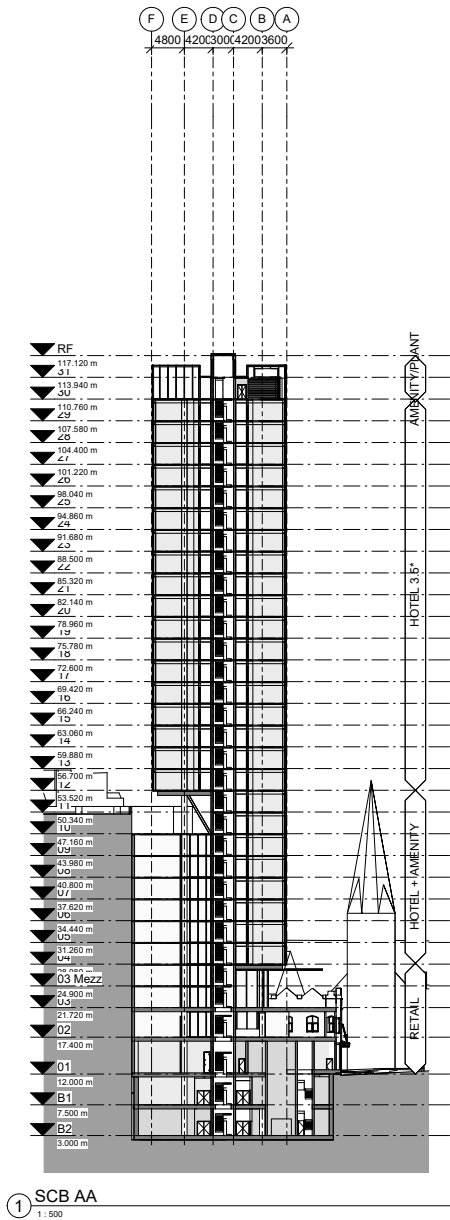 F E D C B A
4800 4200 3000 4200 3600
RF
117.120 m
31
113.940 m
30
110.760 m
29
107.580 m
28
104.400 m
27
101.220 m
26
98.040 m
25
94.860 m
24
91.680 m
23
88.500 m
22
85.320 m
21
82.140 m
20
78.960 m
19
75.780 m
18
72.600 m
17
69.420 m
16
66.240 m
15
63.060 m
14
59.880 m
13
56.700 m
12
53.520 m
11
50.340 m
10
47.160 m
09
43.980 m
08
40.800 m
07
37.620 m
06
34.440 m
05
31.260 m
04
28.080 m
03 Mezz
24.900 m
03
21.720 m
02
17.400 m
01
12.000 m
B1
7.500 m
B2
3.000 m
AMENITY/PLANT
HOTEL 3.5*
HOTEL + AMENITY
RETAIL
1 SCB AA
1 : 500